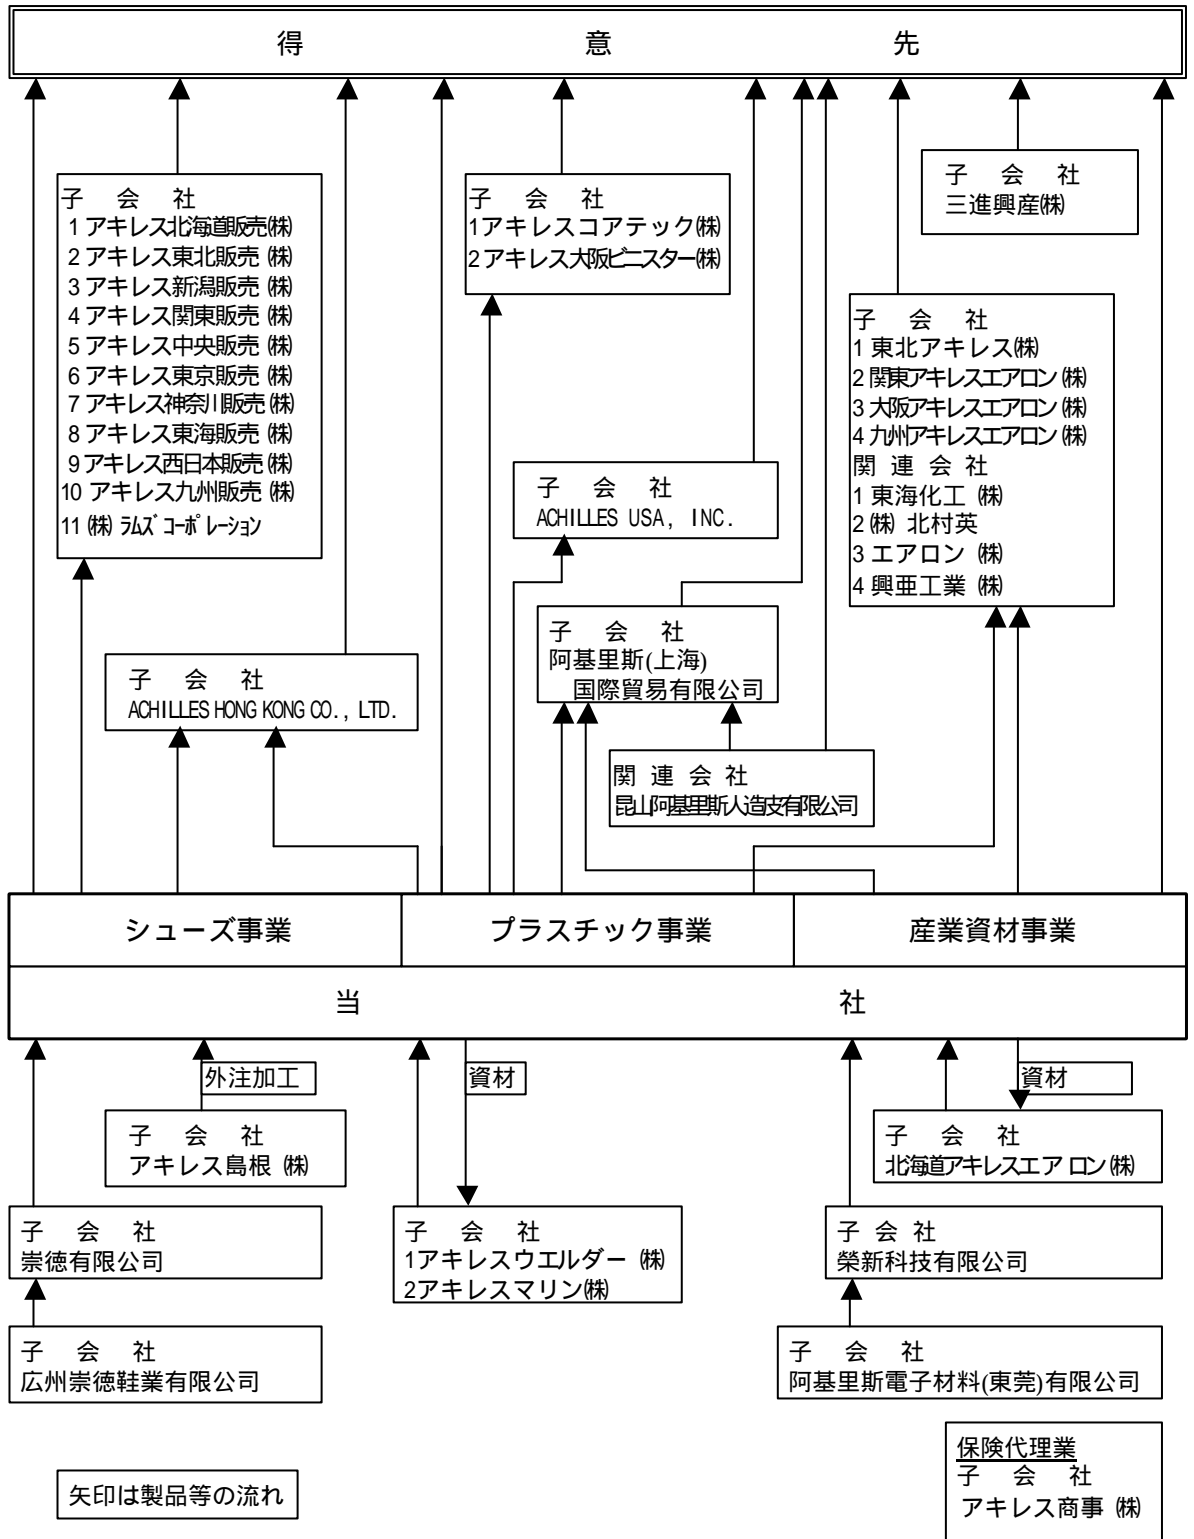 得 意 先
子 会 社
1 アキレス北海道販売㈱
2 アキレス東北販売 ㈱
3 アキレス新潟販売 ㈱
4 アキレス関東販売 ㈱
5 アキレス中央販売 ㈱
6 アキレス東京販売 ㈱
7 アキレス神奈川販売 ㈱
8 アキレス東海販売 ㈱
9 アキレス西日本販売 ㈱
10 アキレス九州販売 ㈱
11 ㈱ ラムズコーポレーション
子 会 社
1アキレスコアテック㈱
2 アキレス大阪ビニスター㈱
子 会 社
三進興産㈱
子 会 社
1 東北アキレス㈱
2 関東アキレスエアロン ㈱
3 大阪アキレスエアロン ㈱
4 九州アキレスエアロン ㈱
関 連 会 社
1 東海化工 ㈱
2 ㈱ 北村英
3 エアロン ㈱
4 興亜工業 ㈱
子 会 社
ACHILLES USA, INC.
子 会 社
阿基里斯(上海)
国際貿易有限公司
子 会 社
ACHILLES HONG KONG CO., LTD.
関 連 会 社
昆山阿基里斯人造皮有限公司
シューズ事業
プラスチック事業
産業資材事業
当 社
外注加工
資材
資材
子 会 社
アキレス島根 ㈱
子 会 社
北海道アキレスエアロン ㈱
子 会 社
崇徳有限公司
子 会 社
1アキレスウエルダー ㈱
2アキレスマリン㈱
子 会 社
榮新科技有限公司
子 会 社
広州崇徳鞋業有限公司
子 会 社
阿基里斯電子材料(東莞)有限公司
保険代理業
子 会 社
アキレス商事 ㈱
矢印は製品等の流れ